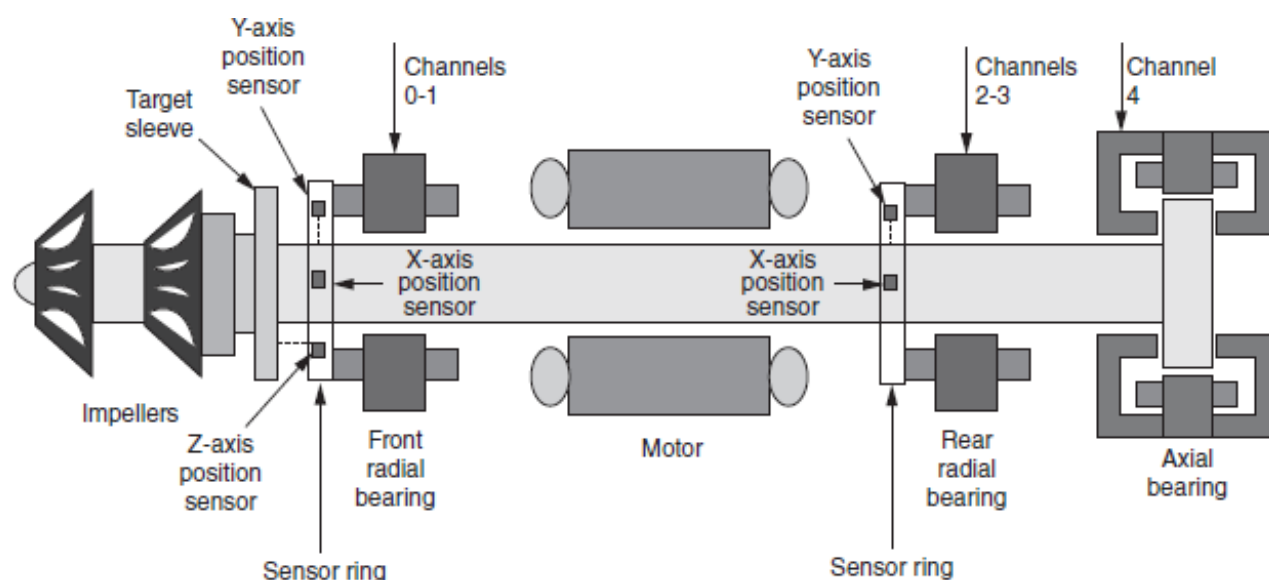 Y-axis
position
sensor
Channels
0-1
Target
sleeve
Y-axis
position
sensor
Channels
2-3
Channel
4
X-axis
position
sensor
X-axis
position
sensor
Impellers
Z-axis
position
sensor
Front
radial
bearing
Motor
Rear
radial
bearing
Axial
bearing
Sensor ring
Sensor ring